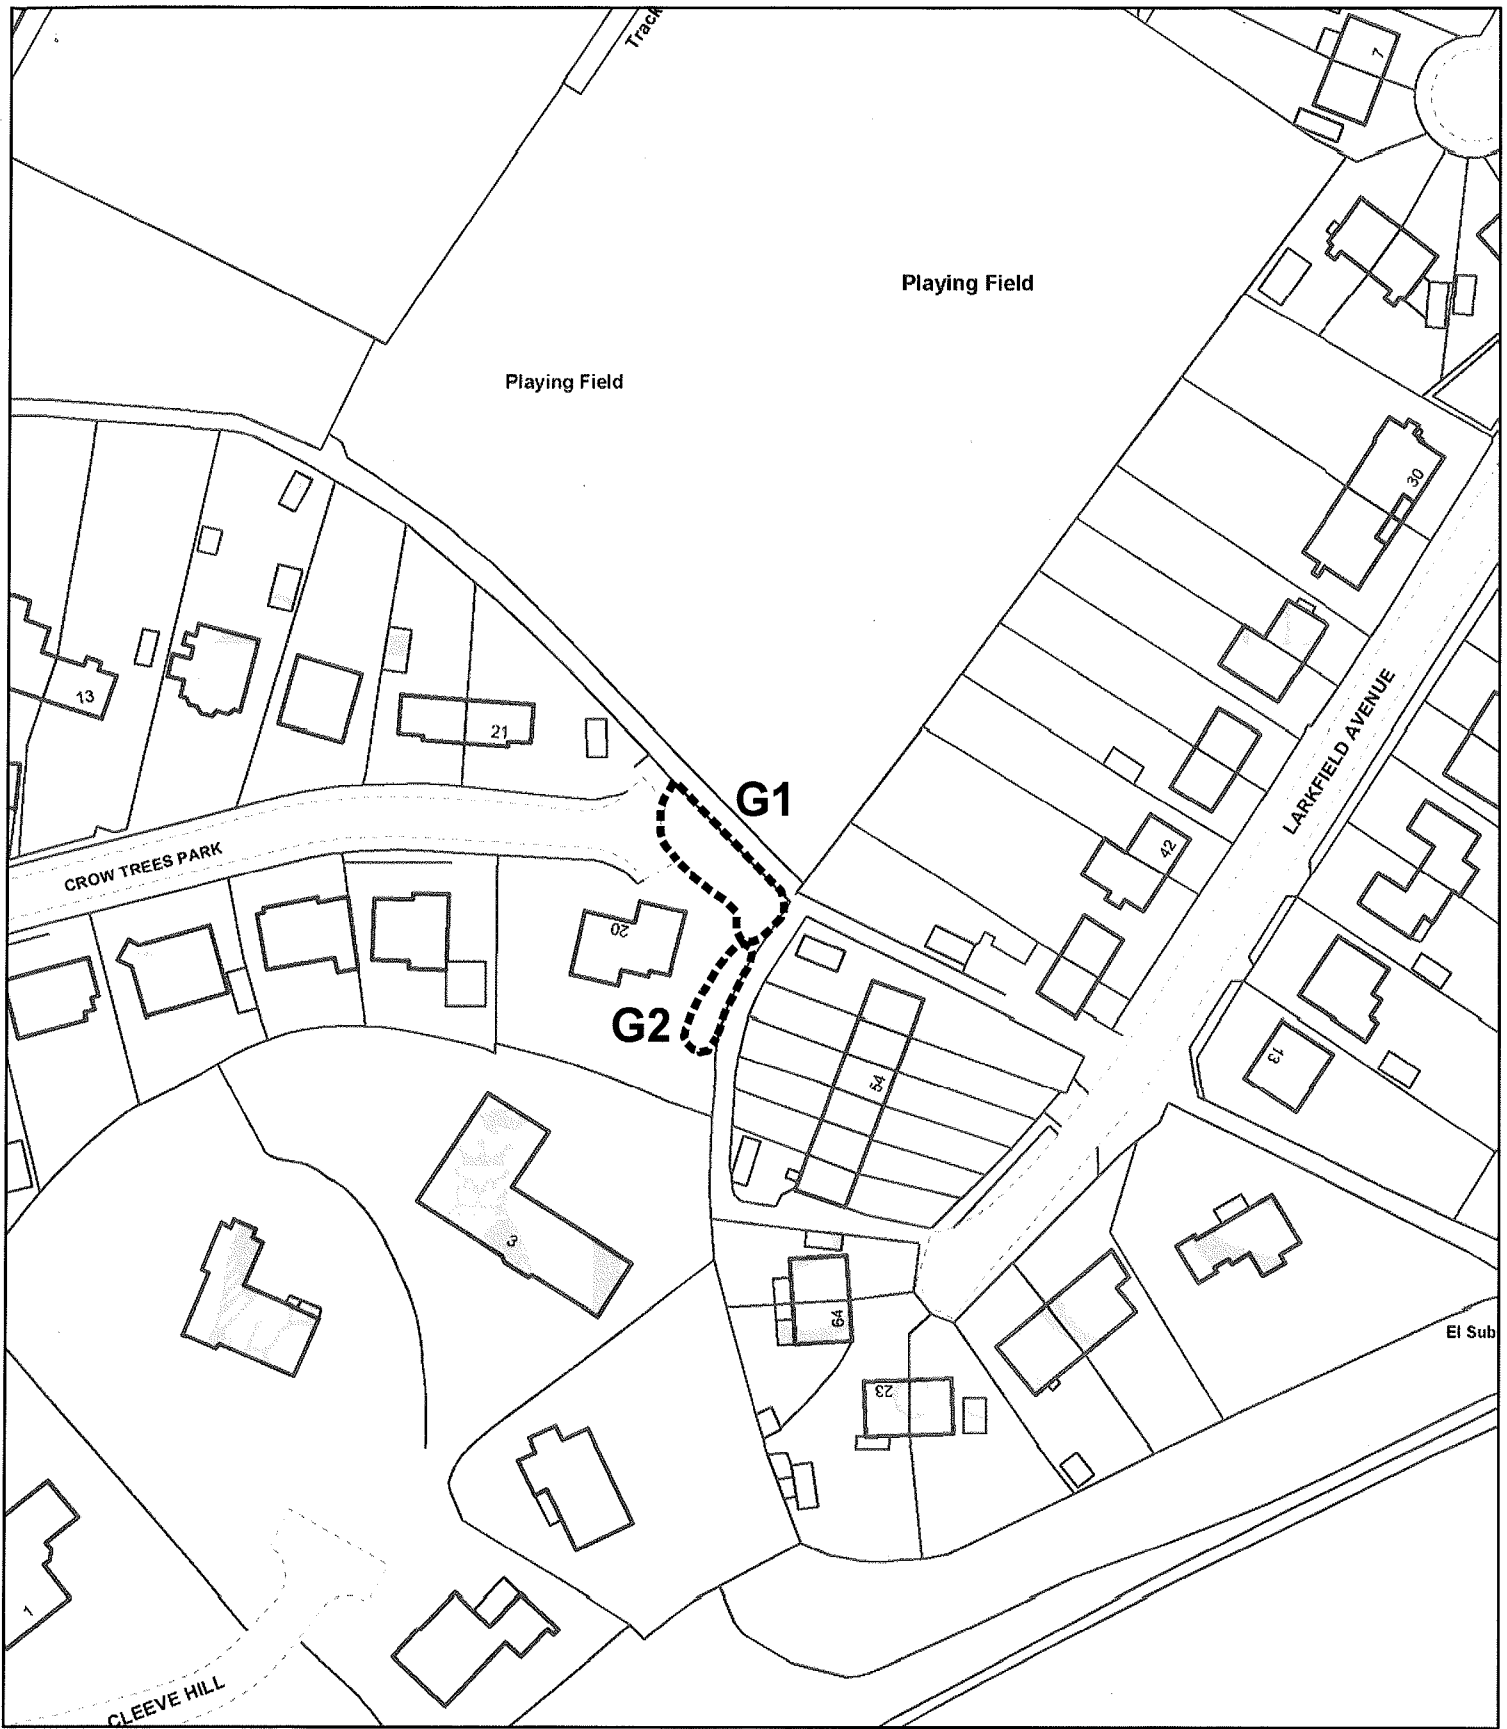 Track
7
Playing Field
Playing Field
30
13
21
LARKFIELD AVENUE
G1
42
CROW TREES PARK
20
G2
54
13
3
64
El Sub
23
1
CLEEVE HILL